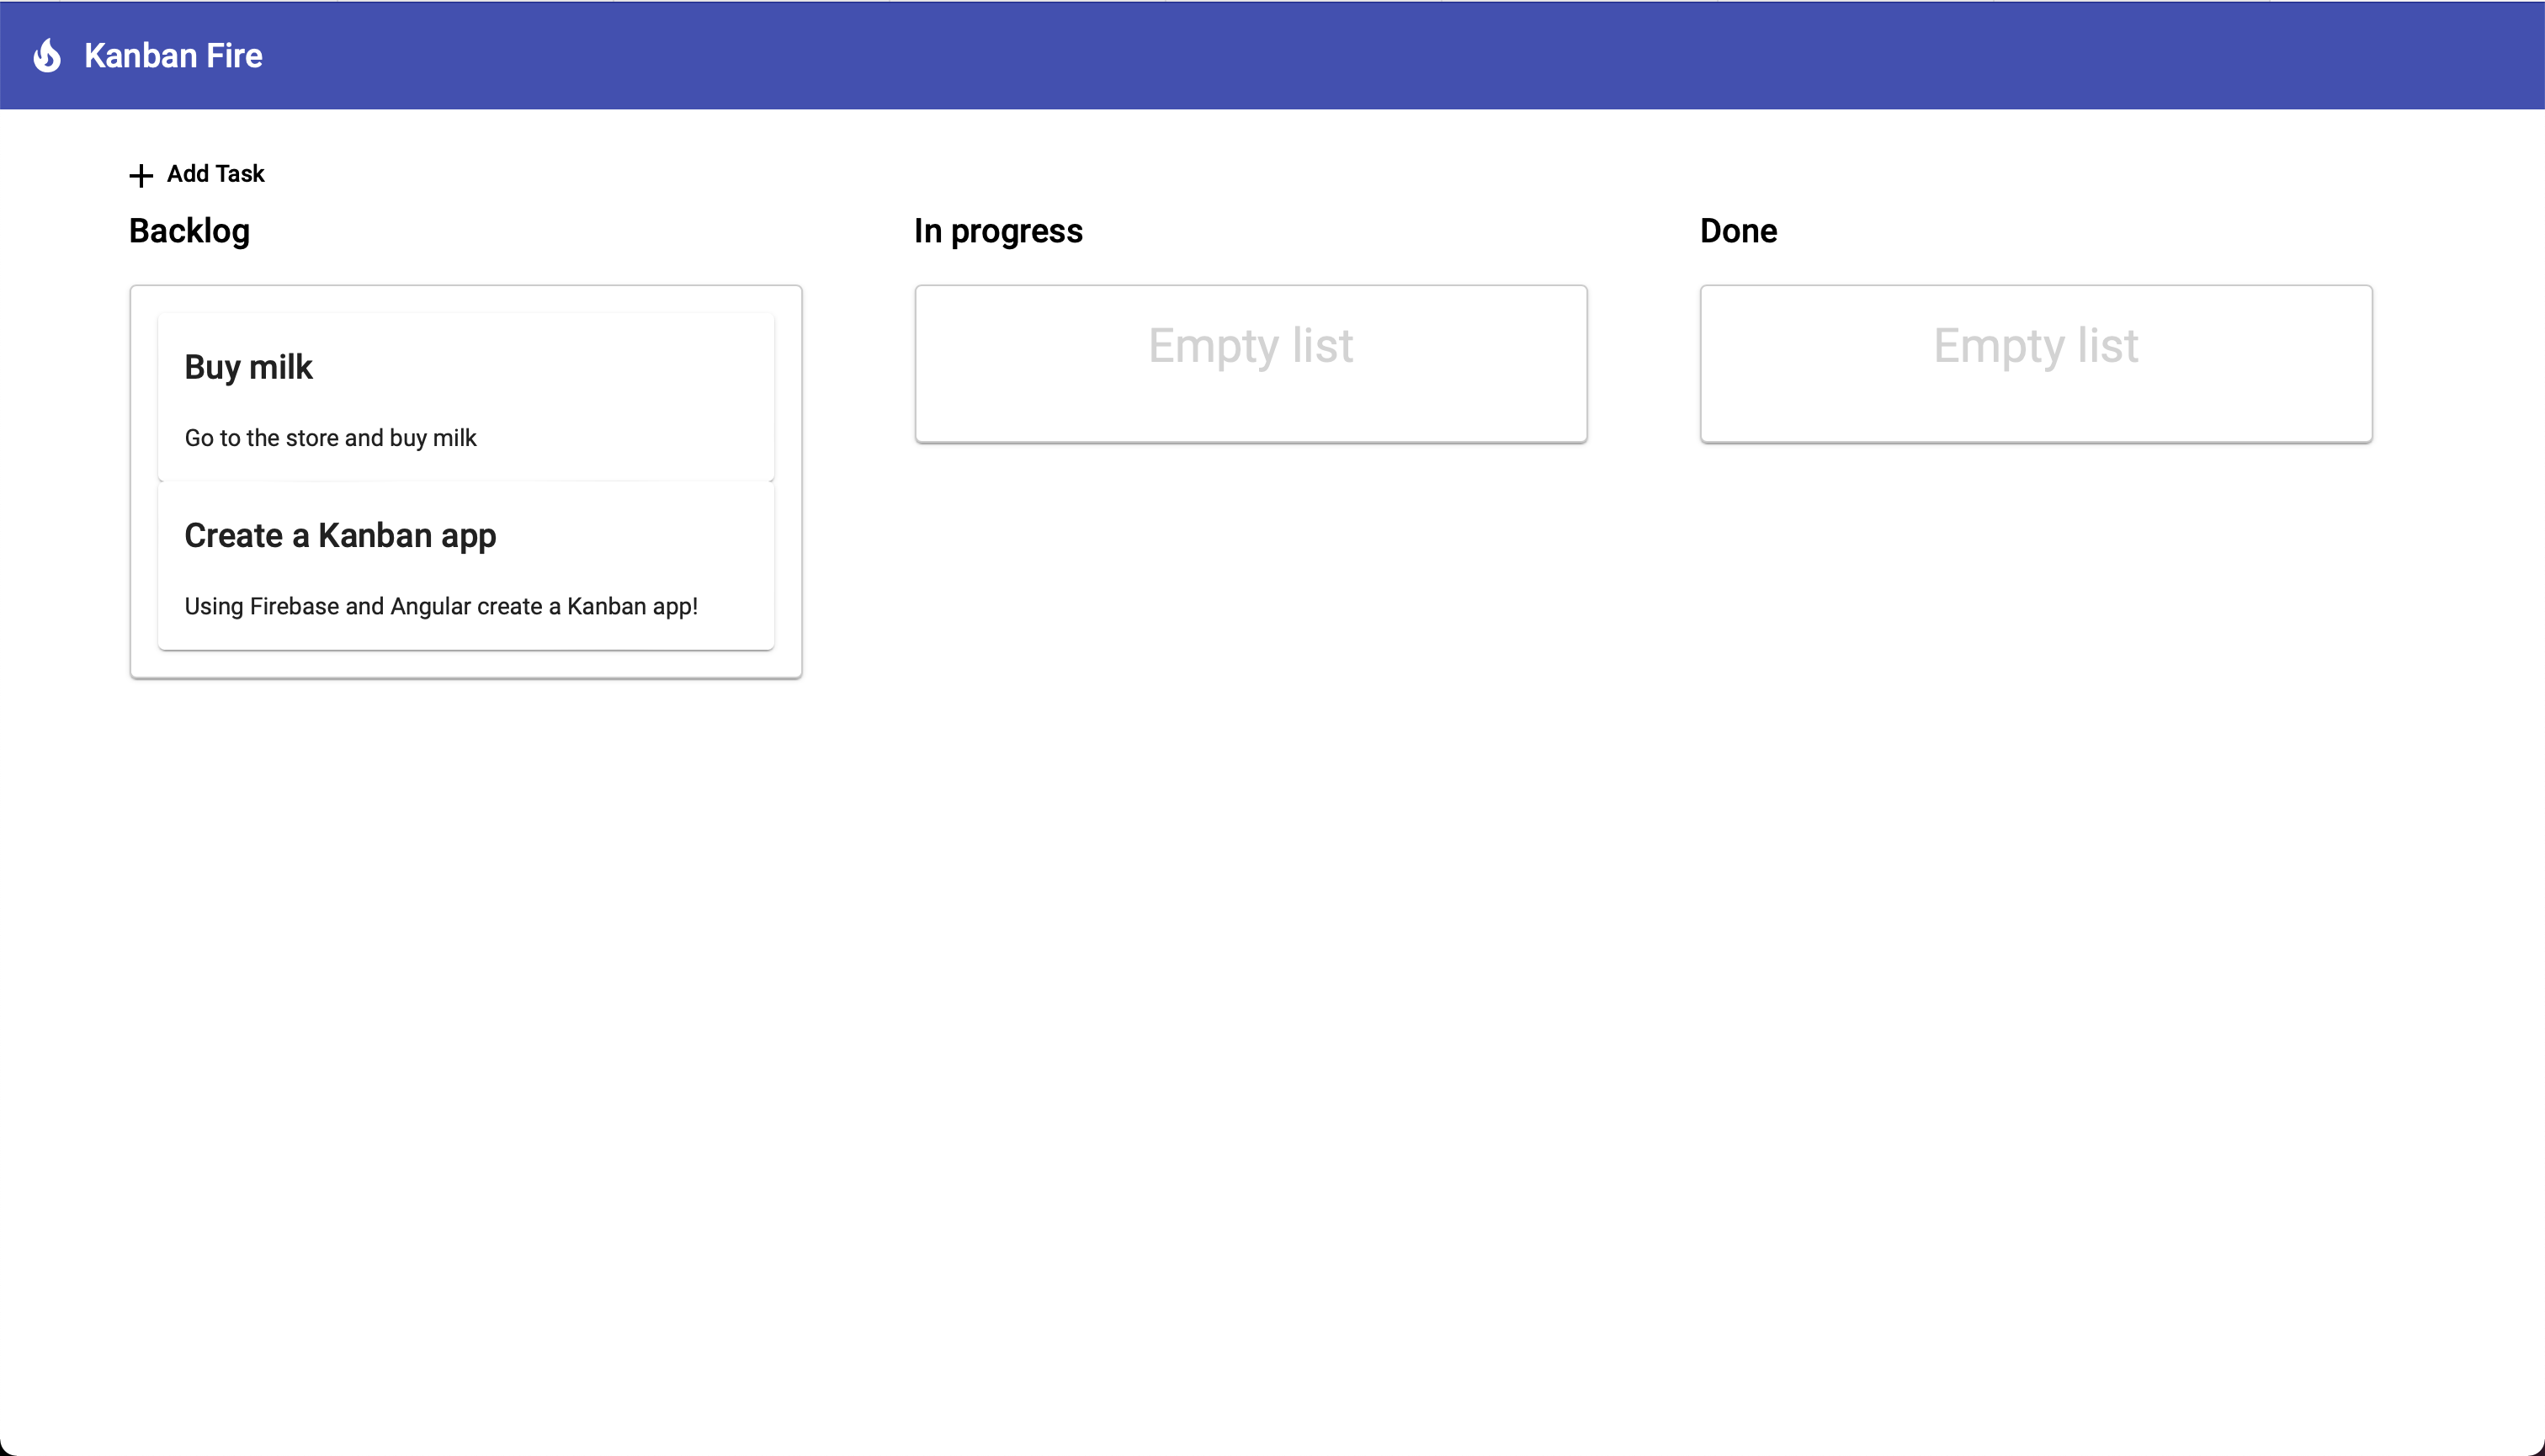 Kanban Fire
Add Task
Backlog
Buy milk
Go to the store and buy milk
Create a Kanban app
Using Firebase and Angular create a Kanban app!
In progress
Empty list
Done
Empty list